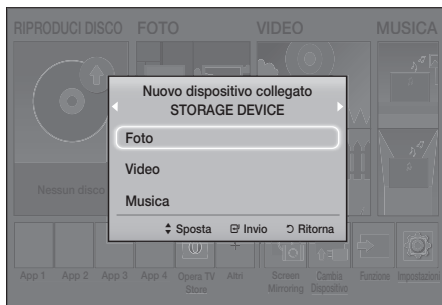 RIPRODUCI DISCO FOTO VIDEO MUSICA
Nuovo dispositivo collegato
STORAGE DEVICE
Foto
Video
Musica
Sposta Invio Ritorna
Nessun disco
App 1 App 2 App 3 App 4 Opera TV Store Altri Screen Mirroring Cambia Dispositivo Funzione Impostazioni